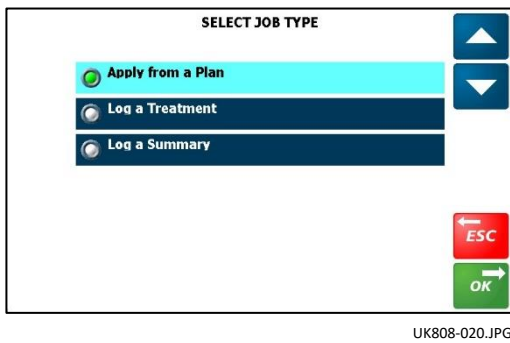 SELECT JOB TYPE
Apply from a Plan
Log a Treatment
Log a Summary
ESC
OK
UK808-020.JPG